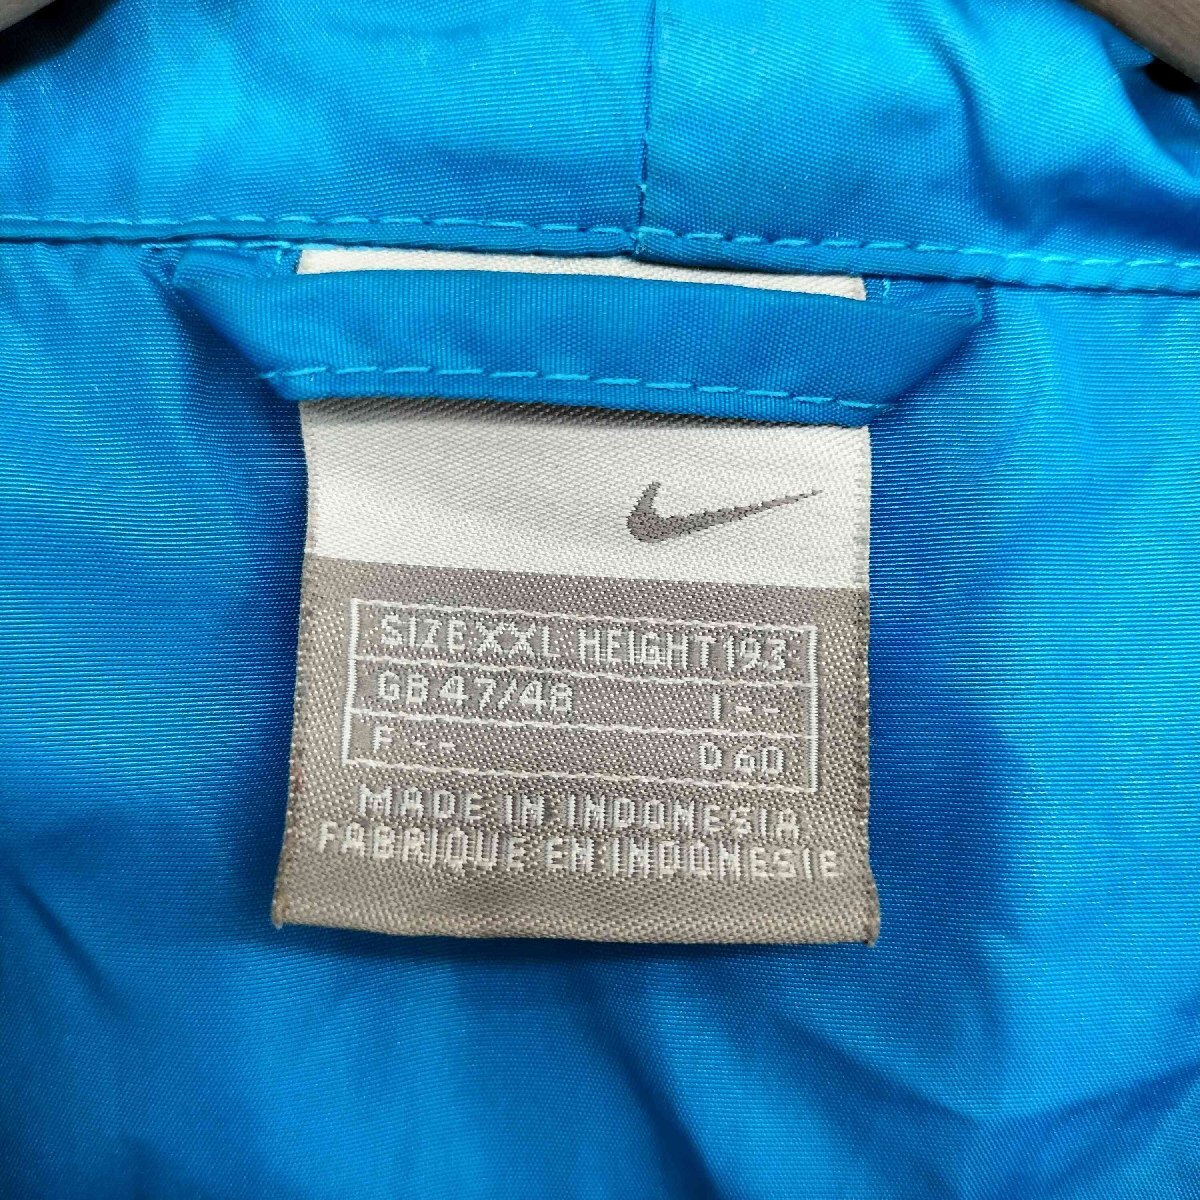 SIZE XXL HEIGHT 193
GB 47/48 I --
F -- D 60
MADE IN INDONESIA
FABRIQUE EN INDONESIE